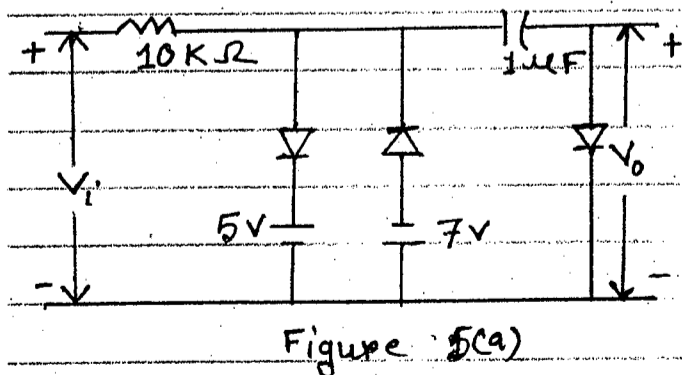 + 10KΩ 1μF +
Vi Vo
5V 7V
- -
Figure 5(a)